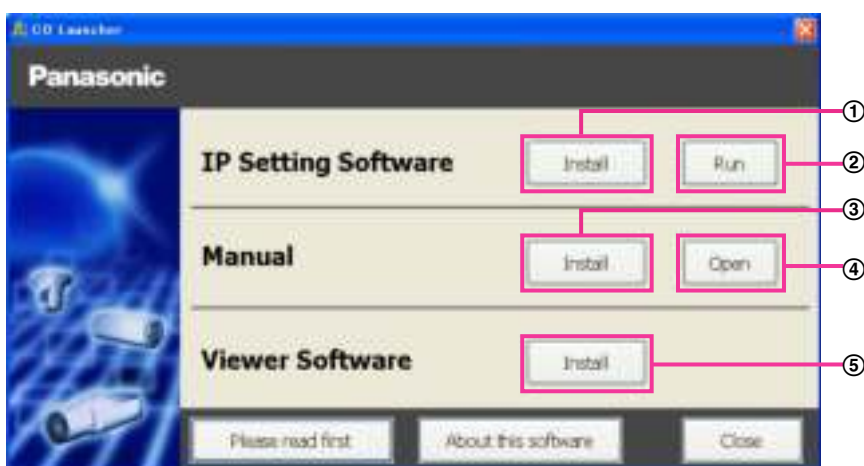 CD Launcher
Panasonic
①
IP Setting Software Install Run ②
③
Manual Install Open ④
Viewer Software Install ⑤
Please read first About this software Close